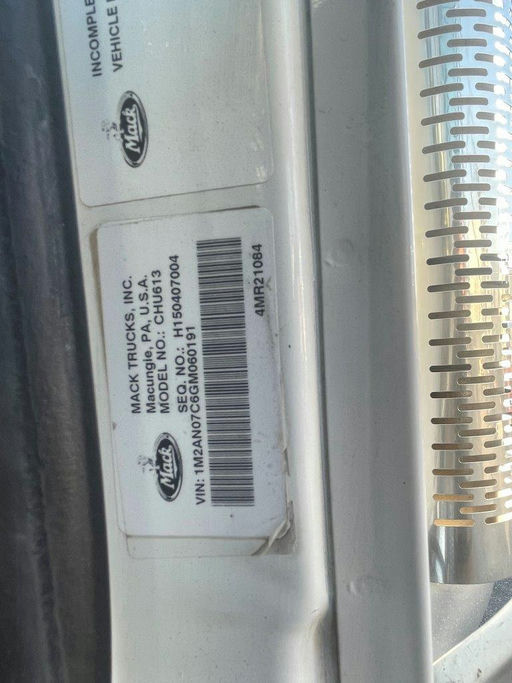 INCOMPLE
VEHICLE
Mack
MACK TRUCKS, INC.
Macungie, PA, U.S.A.
MODEL NO.: CHU613
SEQ. NO.: H150407004
Mack
VIN: 1M2AN07C6GM060191
4MR21084